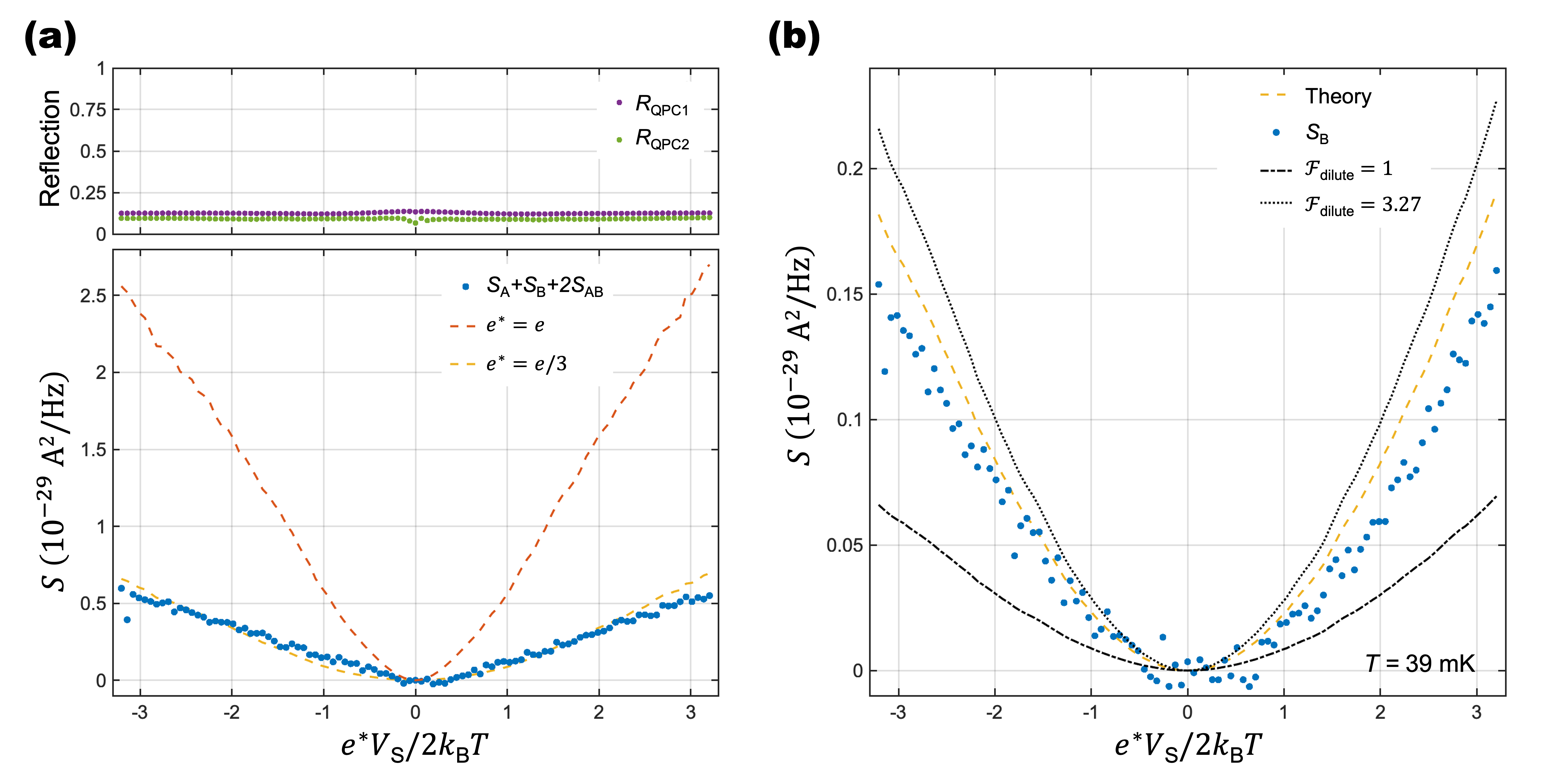 (a)
1
0.75
0.5
0.25
0
Reflection
R_QPC1
R_QPC2
2.5
2
1.5
1
0.5
0
S (10⁻²⁹ A²/Hz)
S_A+S_B+2S_AB
e* = e
e* = e/3
-3 -2 -1 0 1 2 3
e*V_S/2k_BT
(b)
0.2
0.15
0.1
0.05
0
S (10⁻²⁹ A²/Hz)
Theory
S_B
ℱ_dilute = 1
ℱ_dilute = 3.27
T = 39 mK
-3 -2 -1 0 1 2 3
e*V_S/2k_BT